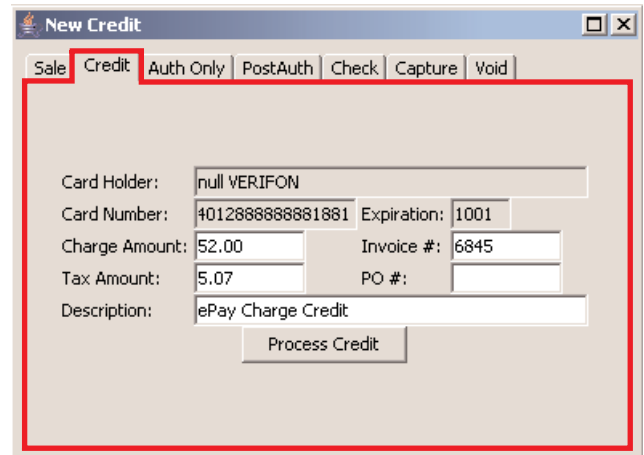 New Credit
Sale Credit Auth Only PostAuth Check Capture Void
Card Holder: null VERIFON
Card Number: 4012888888881881 Expiration: 1001
Charge Amount: 52.00 Invoice #: 6845
Tax Amount: 5.07 PO #:
Description: ePay Charge Credit
Process Credit